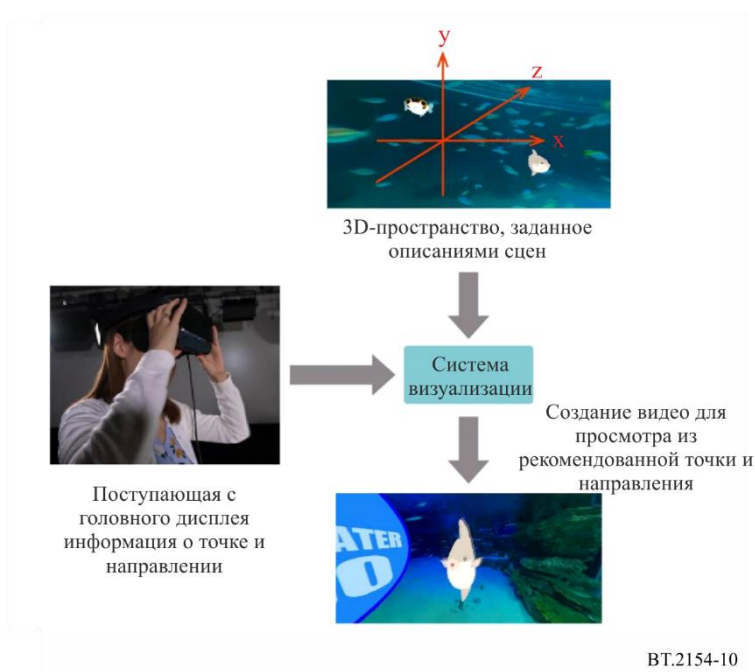 y
z
x
3D-пространство, заданное
описаниями сцен
Система
визуализации
Создание видео для
просмотра из
рекомендованной точки и
направления
Поступающая с
головного дисплея
информация о точке и
направлении
ATER
BT.2154-10